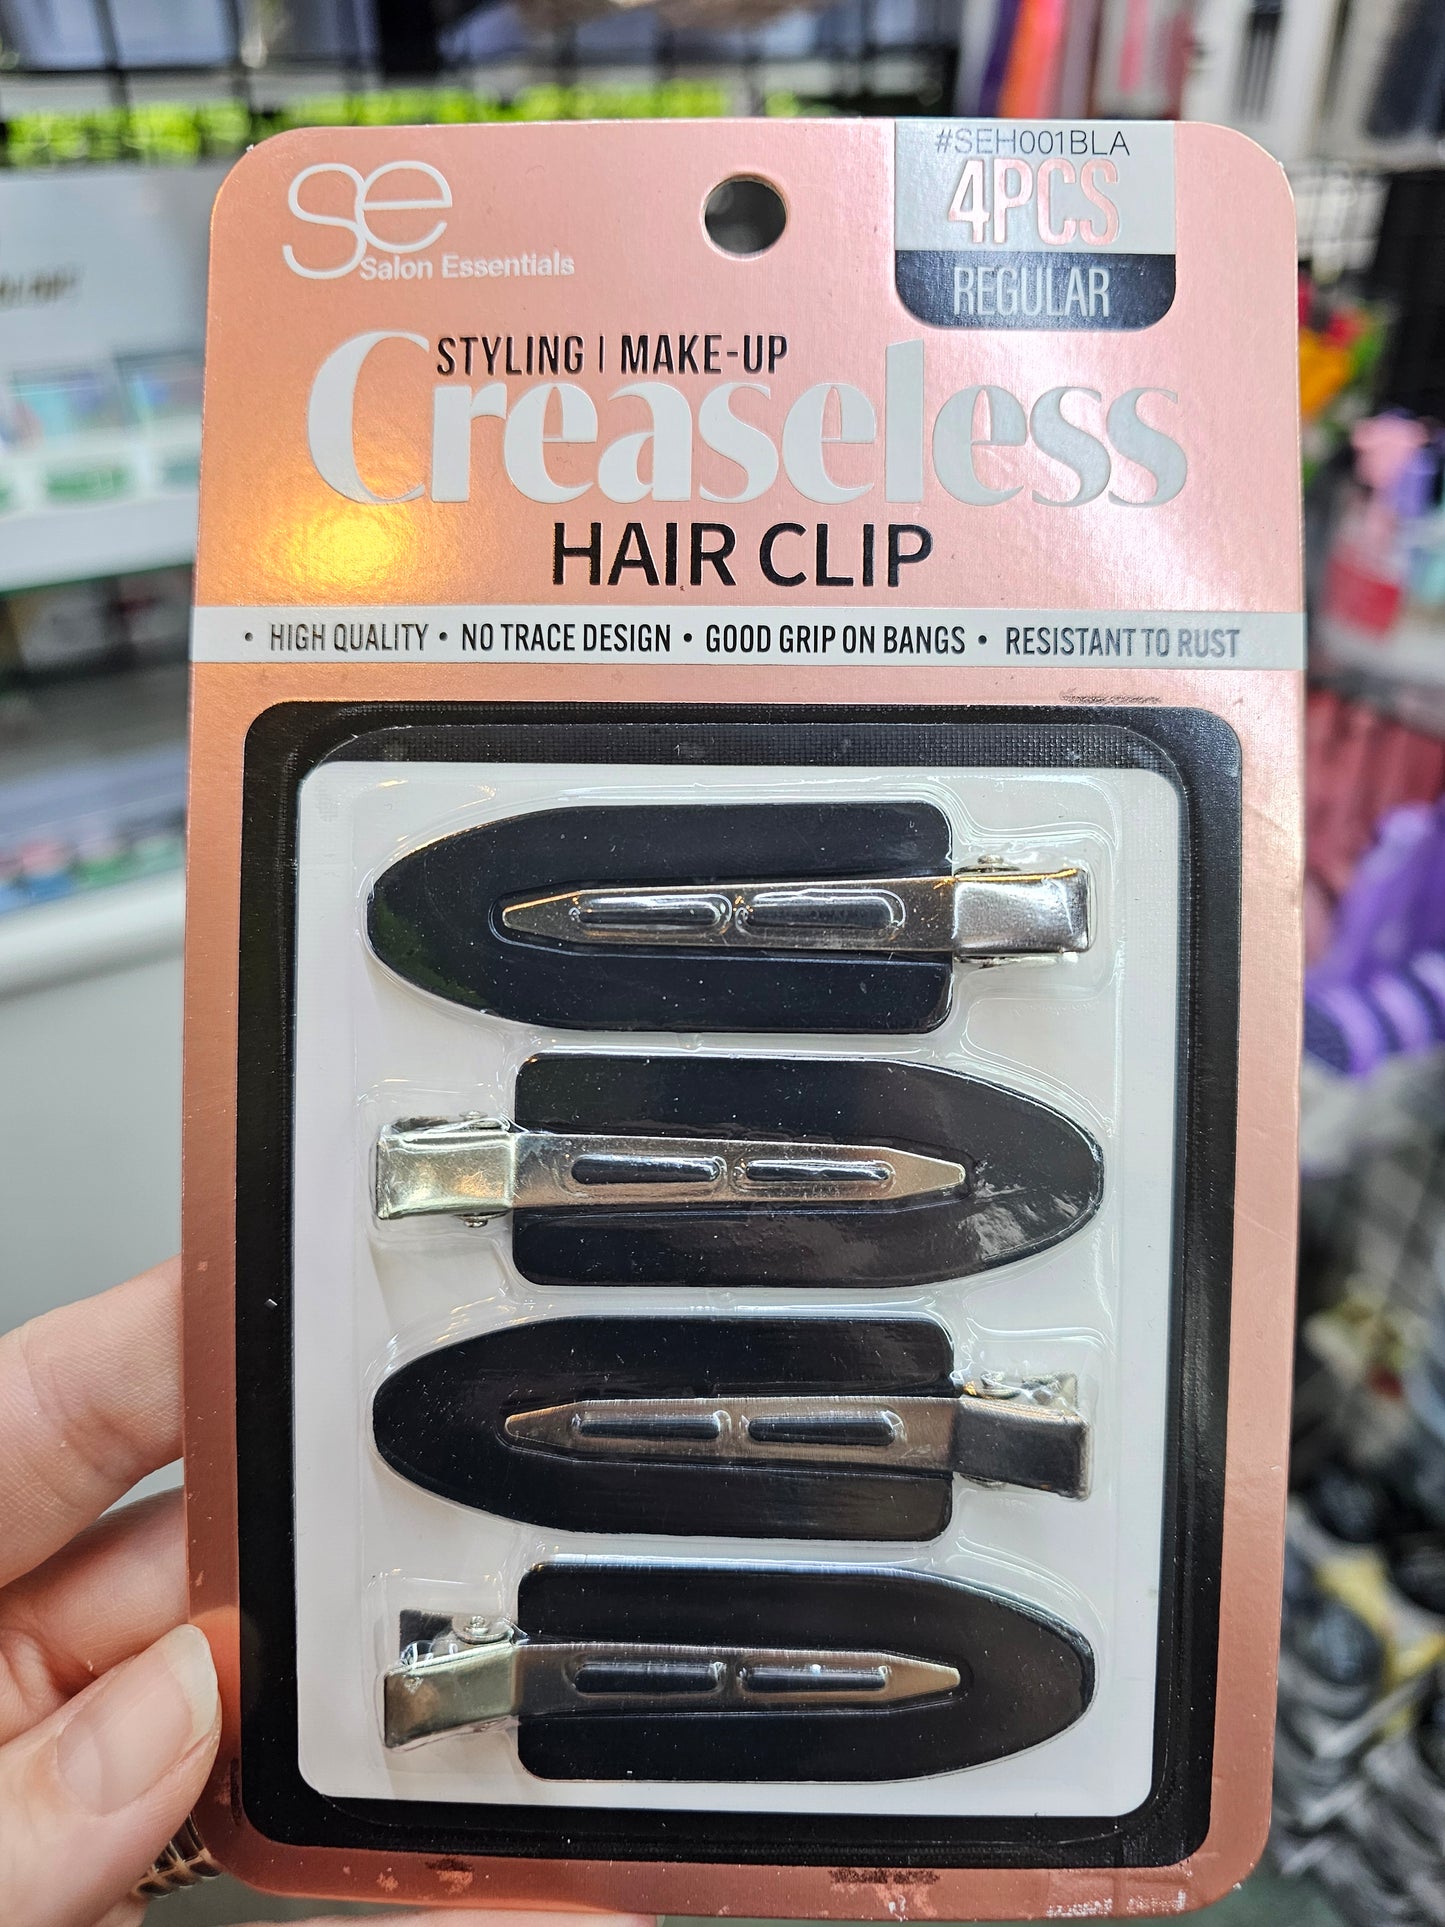 se
Salon Essentials
#SEH001BLA
4PCS
REGULAR
STYLING | MAKE-UP
Creaseless
HAIR CLIP
• HIGH QUALITY • NO TRACE DESIGN • GOOD GRIP ON BANGS • RESISTANT TO RUST